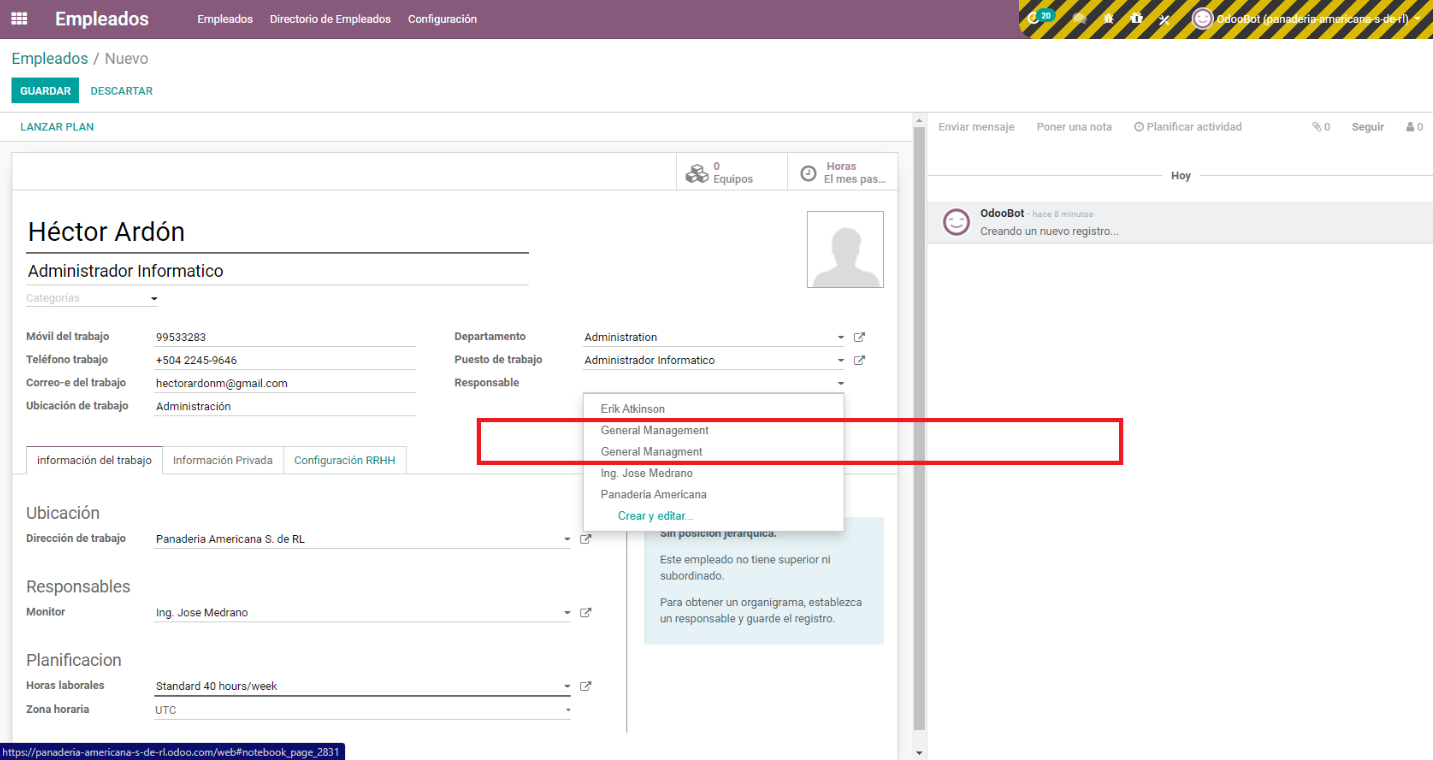 Empleados Empleados Directorio de Empleados Configuración 20 OdooBot (panaderia-americana-s-de-rl)
Empleados / Nuevo
GUARDAR DESCARTAR
LANZAR PLAN
Enviar mensaje Poner una nota Planificar actividad 0 Seguir 0
0
Equipos
Horas
El mes pas...
Hoy
OdooBot - hace 8 minutos
Creando un nuevo registro...
Héctor Ardón
Administrador Informatico
Categorías
Móvil del trabajo 99533283
Teléfono trabajo +504 2245-9646
Correo-e del trabajo hectorardonm@gmail.com
Ubicación de trabajo Administración
Departamento Administration
Puesto de trabajo Administrador Informatico
Responsable
Erik Atkinson
General Management
General Managment
Ing. Jose Medrano
Panaderia Americana
Crear y editar...
información del trabajo Información Privada Configuración RRHH
Ubicación
Dirección de trabajo Panaderia Americana S. de RL
Responsables
Monitor Ing. Jose Medrano
Planificacion
Horas laborales Standard 40 hours/week
Zona horaria UTC
Sin posición jerárquica.
Este empleado no tiene superior ni
subordinado.
Para obtener un organigrama, establezca
un responsable y guarde el registro.
https://panaderia-americana-s-de-rl.odoo.com/web#notebook_page_2831